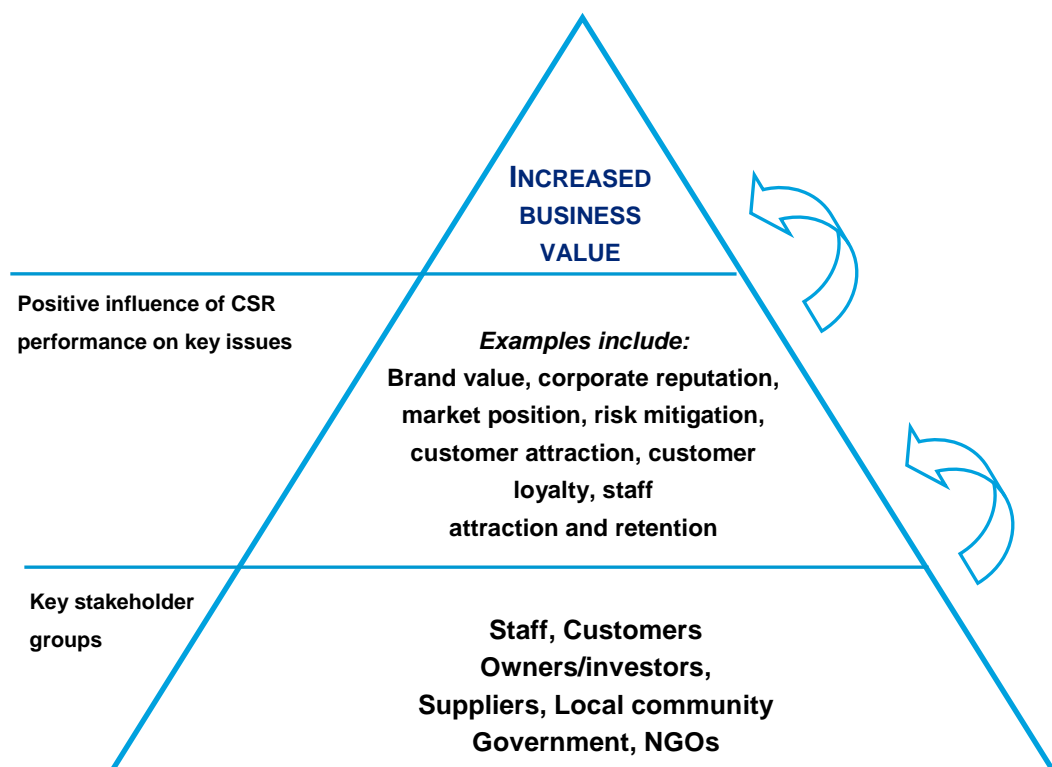 INCREASED
BUSINESS
VALUE
Positive influence of CSR
performance on key issues
Examples include:
Brand value, corporate reputation,
market position, risk mitigation,
customer attraction, customer
loyalty, staff
attraction and retention
Key stakeholder
groups
Staff, Customers
Owners/investors,
Suppliers, Local community
Government, NGOs